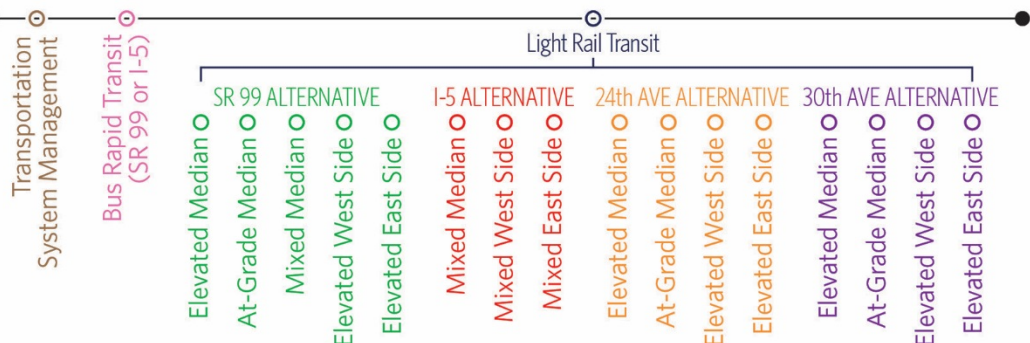 Transportation
System Management
Bus Rapid Transit
(SR 99 or I-5)
Light Rail Transit
SR 99 ALTERNATIVE
Elevated Median
At-Grade Median
Mixed Median
Elevated West Side
Elevated East Side
I-5 ALTERNATIVE
Mixed Median
Mixed West Side
Mixed East Side
24th AVE ALTERNATIVE
Elevated Median
At-Grade Median
Elevated West Side
Elevated East Side
30th AVE ALTERNATIVE
Elevated Median
At-Grade Median
Elevated West Side
Elevated East Side